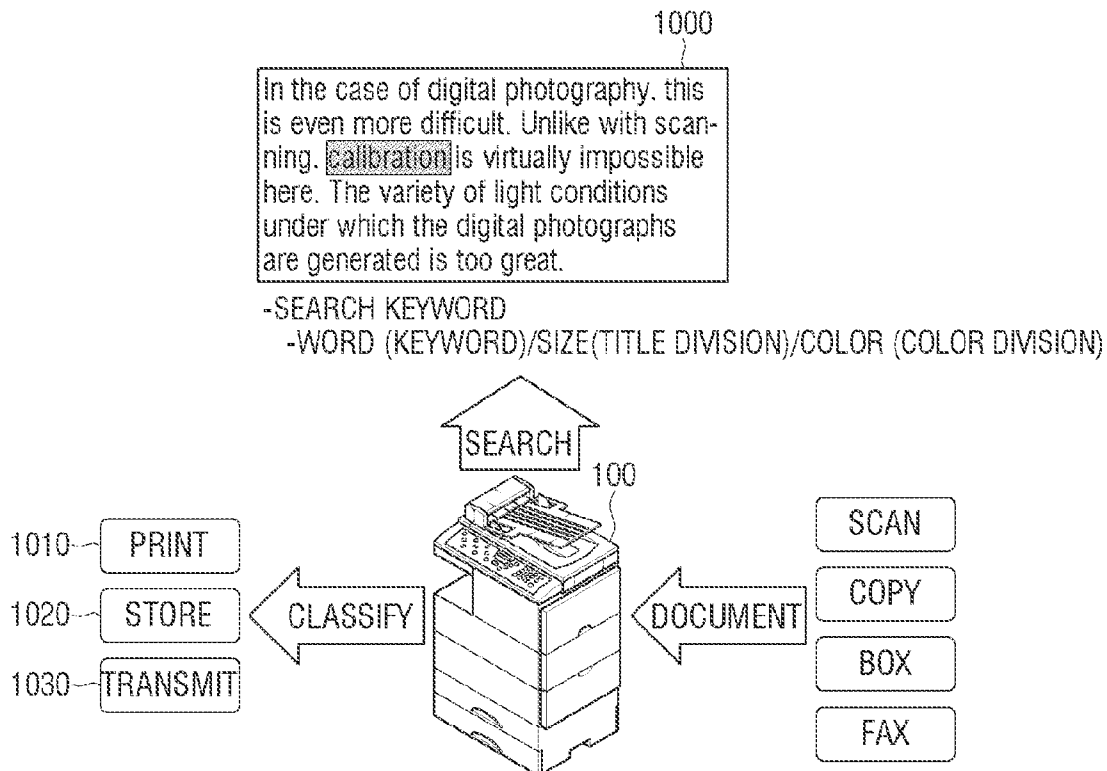 1000
In the case of digital photography. this
is even more difficult. Unlike with scan-
ning. calibration is virtually impossible
here. The variety of light conditions
under which the digital photographs
are generated is too great.
-SEARCH KEYWORD
-WORD (KEYWORD)/SIZE(TITLE DIVISION)/COLOR (COLOR DIVISION)
SEARCH
100
1010
PRINT
1020
STORE
1030
TRANSMIT
CLASSIFY
DOCUMENT
SCAN
COPY
BOX
FAX